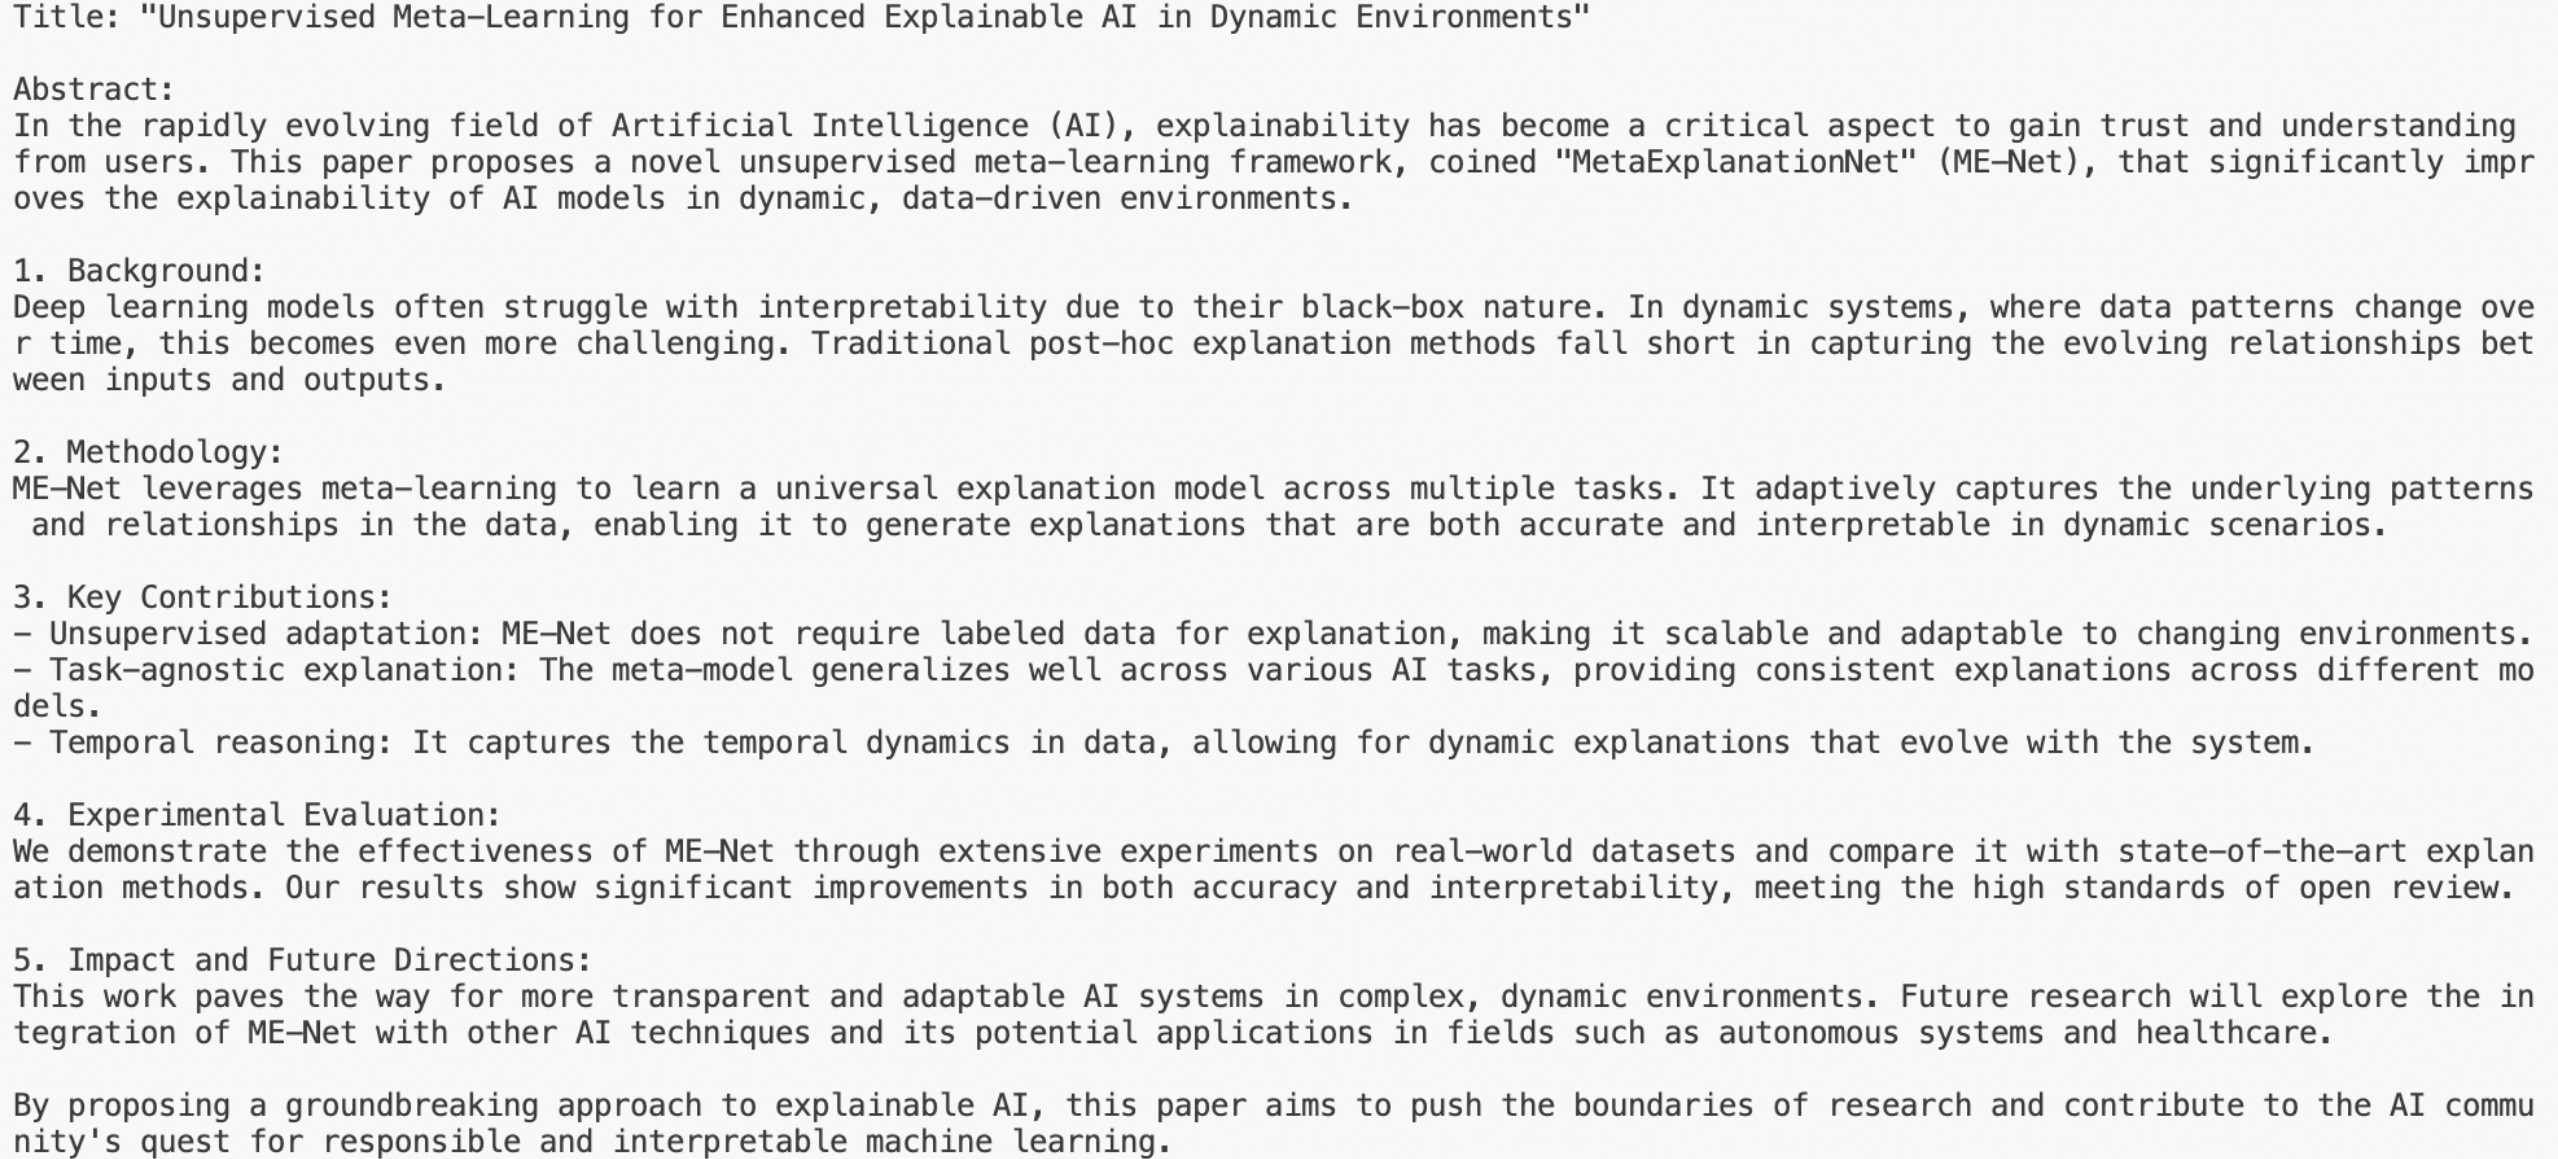 Title: "Unsupervised Meta-Learning for Enhanced Explainable AI in Dynamic Environments"
Abstract:
In the rapidly evolving field of Artificial Intelligence (AI), explainability has become a critical aspect to gain trust and understanding
from users. This paper proposes a novel unsupervised meta-learning framework, coined "MetaExplanationNet" (ME-Net), that significantly impr
oves the explainability of AI models in dynamic, data-driven environments.
1. Background:
Deep learning models often struggle with interpretability due to their black-box nature. In dynamic systems, where data patterns change ove
r time, this becomes even more challenging. Traditional post-hoc explanation methods fall short in capturing the evolving relationships bet
ween inputs and outputs.
2. Methodology:
ME-Net leverages meta-learning to learn a universal explanation model across multiple tasks. It adaptively captures the underlying patterns
 and relationships in the data, enabling it to generate explanations that are both accurate and interpretable in dynamic scenarios.
3. Key Contributions:
- Unsupervised adaptation: ME-Net does not require labeled data for explanation, making it scalable and adaptable to changing environments.
- Task-agnostic explanation: The meta-model generalizes well across various AI tasks, providing consistent explanations across different mo
dels.
- Temporal reasoning: It captures the temporal dynamics in data, allowing for dynamic explanations that evolve with the system.
4. Experimental Evaluation:
We demonstrate the effectiveness of ME-Net through extensive experiments on real-world datasets and compare it with state-of-the-art explan
ation methods. Our results show significant improvements in both accuracy and interpretability, meeting the high standards of open review.
5. Impact and Future Directions:
This work paves the way for more transparent and adaptable AI systems in complex, dynamic environments. Future research will explore the in
tegration of ME-Net with other AI techniques and its potential applications in fields such as autonomous systems and healthcare.
By proposing a groundbreaking approach to explainable AI, this paper aims to push the boundaries of research and contribute to the AI commu
nity's quest for responsible and interpretable machine learning.